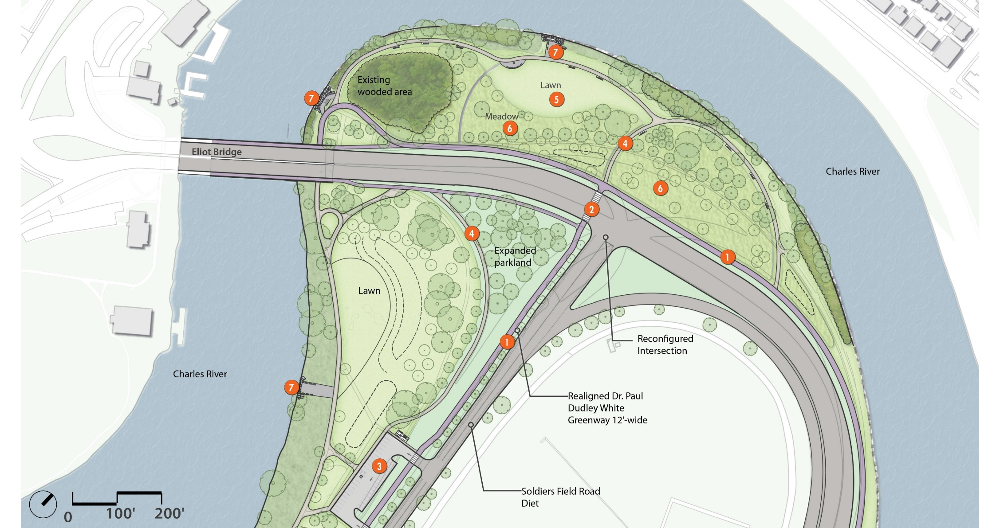 7
Existing
wooded area
Lawn
5
7
Meadow
6
4
Eliot Bridge
Charles River
6
2
4
Expanded
parkland
1
Lawn
1
Reconfigured
Intersection
Charles River
7
Realigned Dr. Paul
Dudley White
Greenway 12'-wide
3
Soldiers Field Road
Diet
0 100' 200'